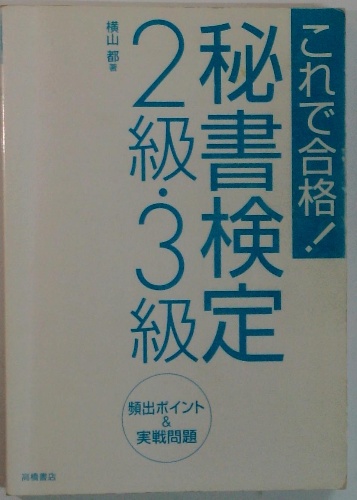 これで合格!
秘書検定
2級・3級
横山 都 著
頻出ポイント
&
実戦問題
高橋書店